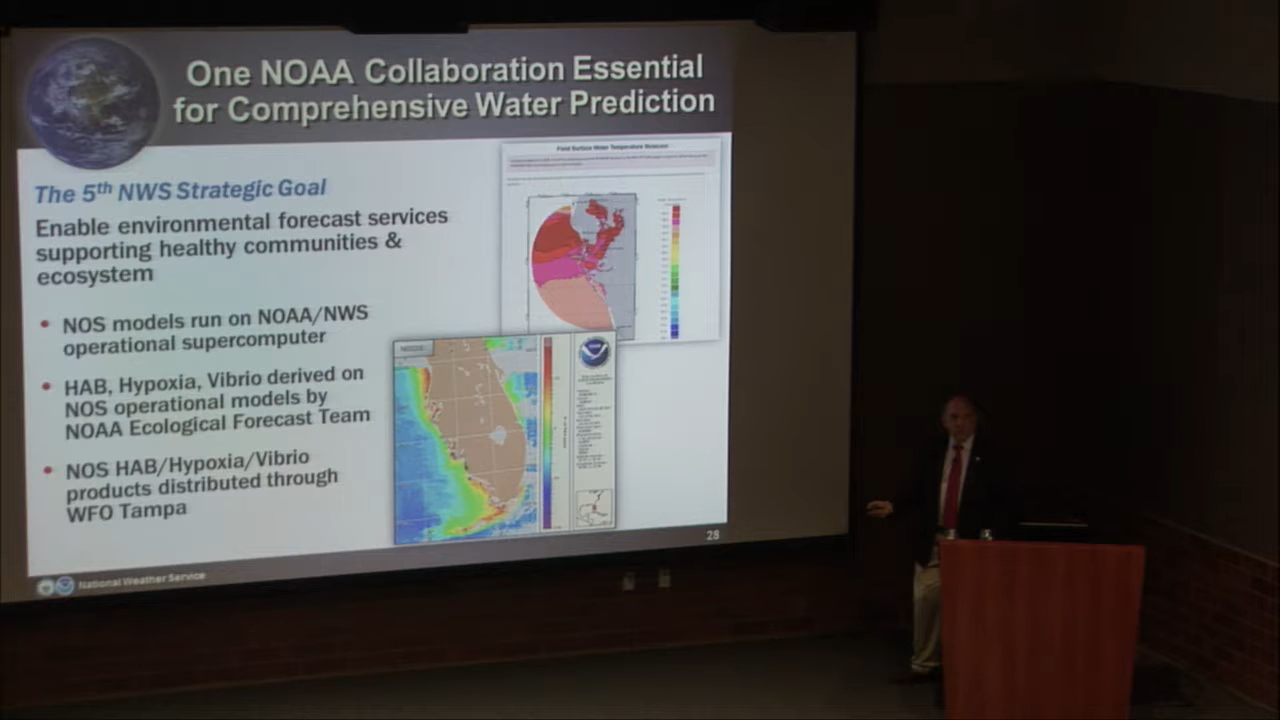 One NOAA Collaboration Essential
for Comprehensive Water Prediction
The 5th NWS Strategic Goal
Enable environmental forecast services
supporting healthy communities &
ecosystem
• NOS models run on NOAA/NWS
operational supercomputer
• HAB, Hypoxia, Vibrio derived on
NOS operational models by
NOAA Ecological Forecast Team
• NOS HAB/Hypoxia/Vibrio
products distributed through
WFO Tampa
28
National Weather Service